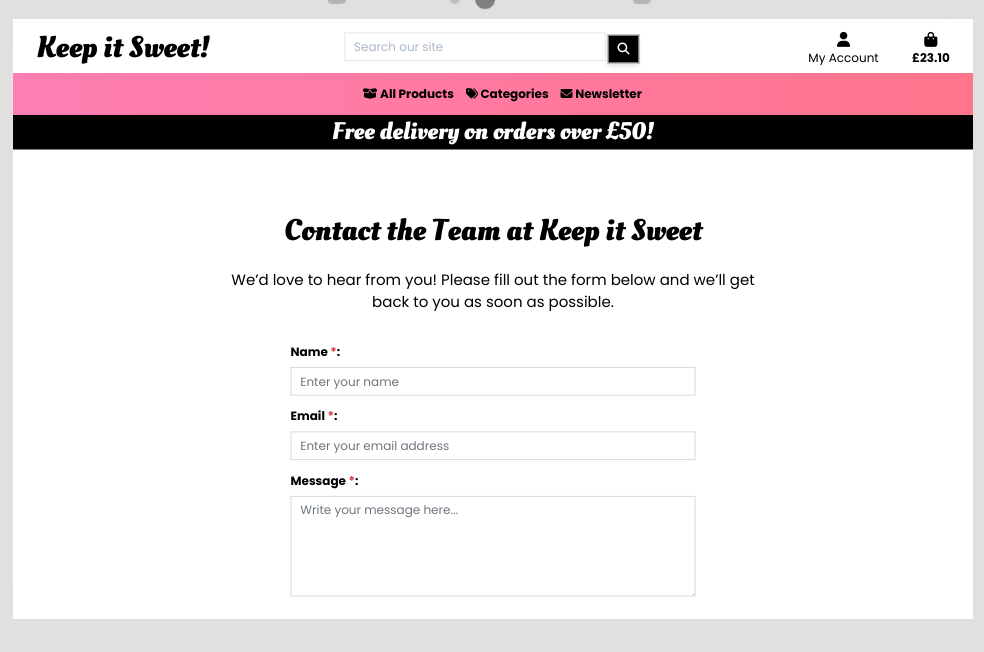 Keep it Sweet!
Search our site
My Account
£23.10
All Products
Categories
Newsletter
Free delivery on orders over £50!
Contact the Team at Keep it Sweet
We’d love to hear from you! Please fill out the form below and we’ll get
back to you as soon as possible.
Name *:
Enter your name
Email *:
Enter your email address
Message *:
Write your message here...